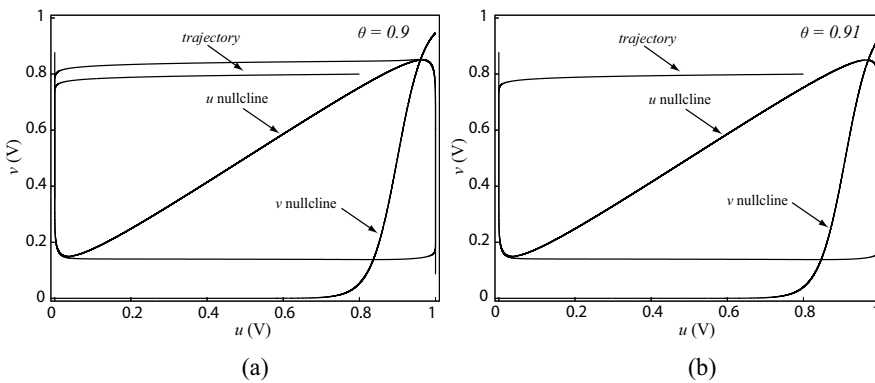 1
0.8
0.6
0.4
0.2
0
v (V)
0
0.2
0.4
0.6
0.8
1
u (V)
θ = 0.9
trajectory
u nullcline
v nullcline
(a)
1
0.8
0.6
0.4
0.2
0
v (V)
0
0.2
0.4
0.6
0.8
1
u (V)
θ = 0.91
trajectory
u nullcline
v nullcline
(b)